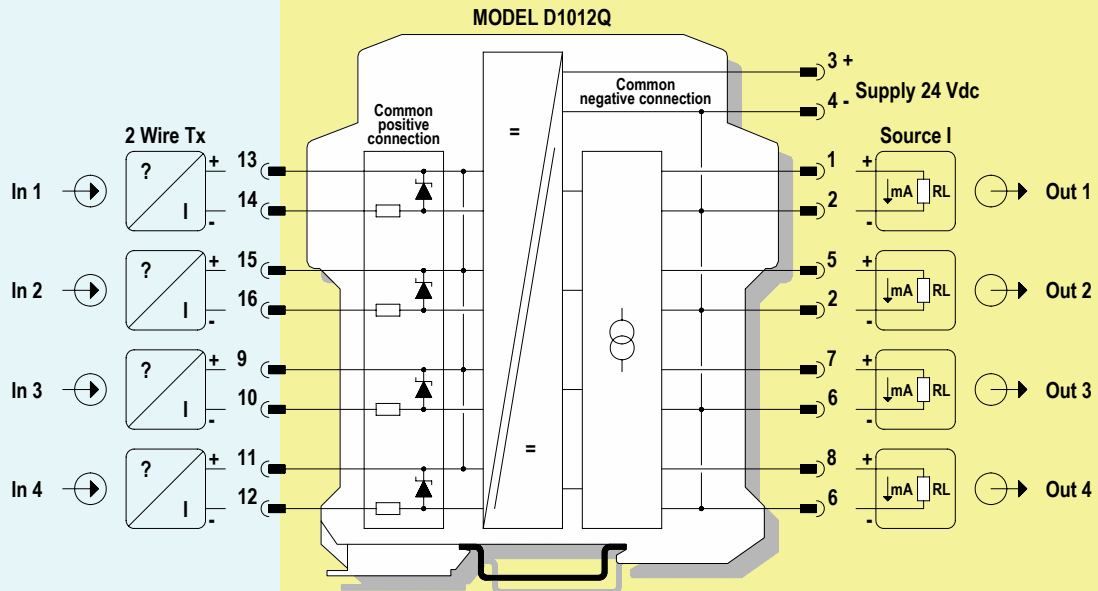 MODEL D1012Q
3 +
Common
negative connection
4 -
Supply 24 Vdc
Common
positive
connection
=
2 Wire Tx
Source I
In 1
?
I
+
-
13
14
1
2
+
-
mA
RL
Out 1
In 2
?
I
+
-
15
16
5
2
+
-
mA
RL
Out 2
In 3
?
I
+
-
9
10
7
6
+
-
mA
RL
Out 3
In 4
?
I
+
-
11
12
=
8
6
+
-
mA
RL
Out 4